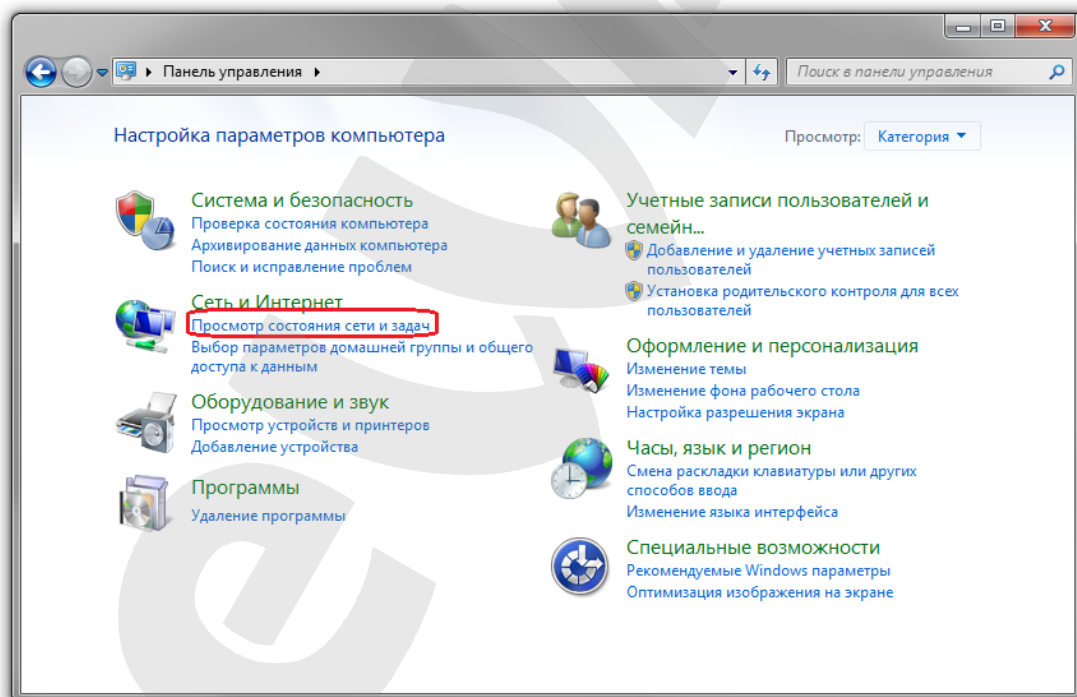 Панель управления
Поиск в панели управления
Настройка параметров компьютера
Просмотр: Категория
Система и безопасность
Проверка состояния компьютера
Архивирование данных компьютера
Поиск и исправление проблем
Сеть и Интернет
Просмотр состояния сети и задач
Выбор параметров домашней группы и общего
доступа к данным
Оборудование и звук
Просмотр устройств и принтеров
Добавление устройства
Программы
Удаление программы
Учетные записи пользователей и
семейн...
Добавление и удаление учетных записей
пользователей
Установка родительского контроля для всех
пользователей
Оформление и персонализация
Изменение темы
Изменение фона рабочего стола
Настройка разрешения экрана
Часы, язык и регион
Смена раскладки клавиатуры или других
способов ввода
Изменение языка интерфейса
Специальные возможности
Рекомендуемые Windows параметры
Оптимизация изображения на экране